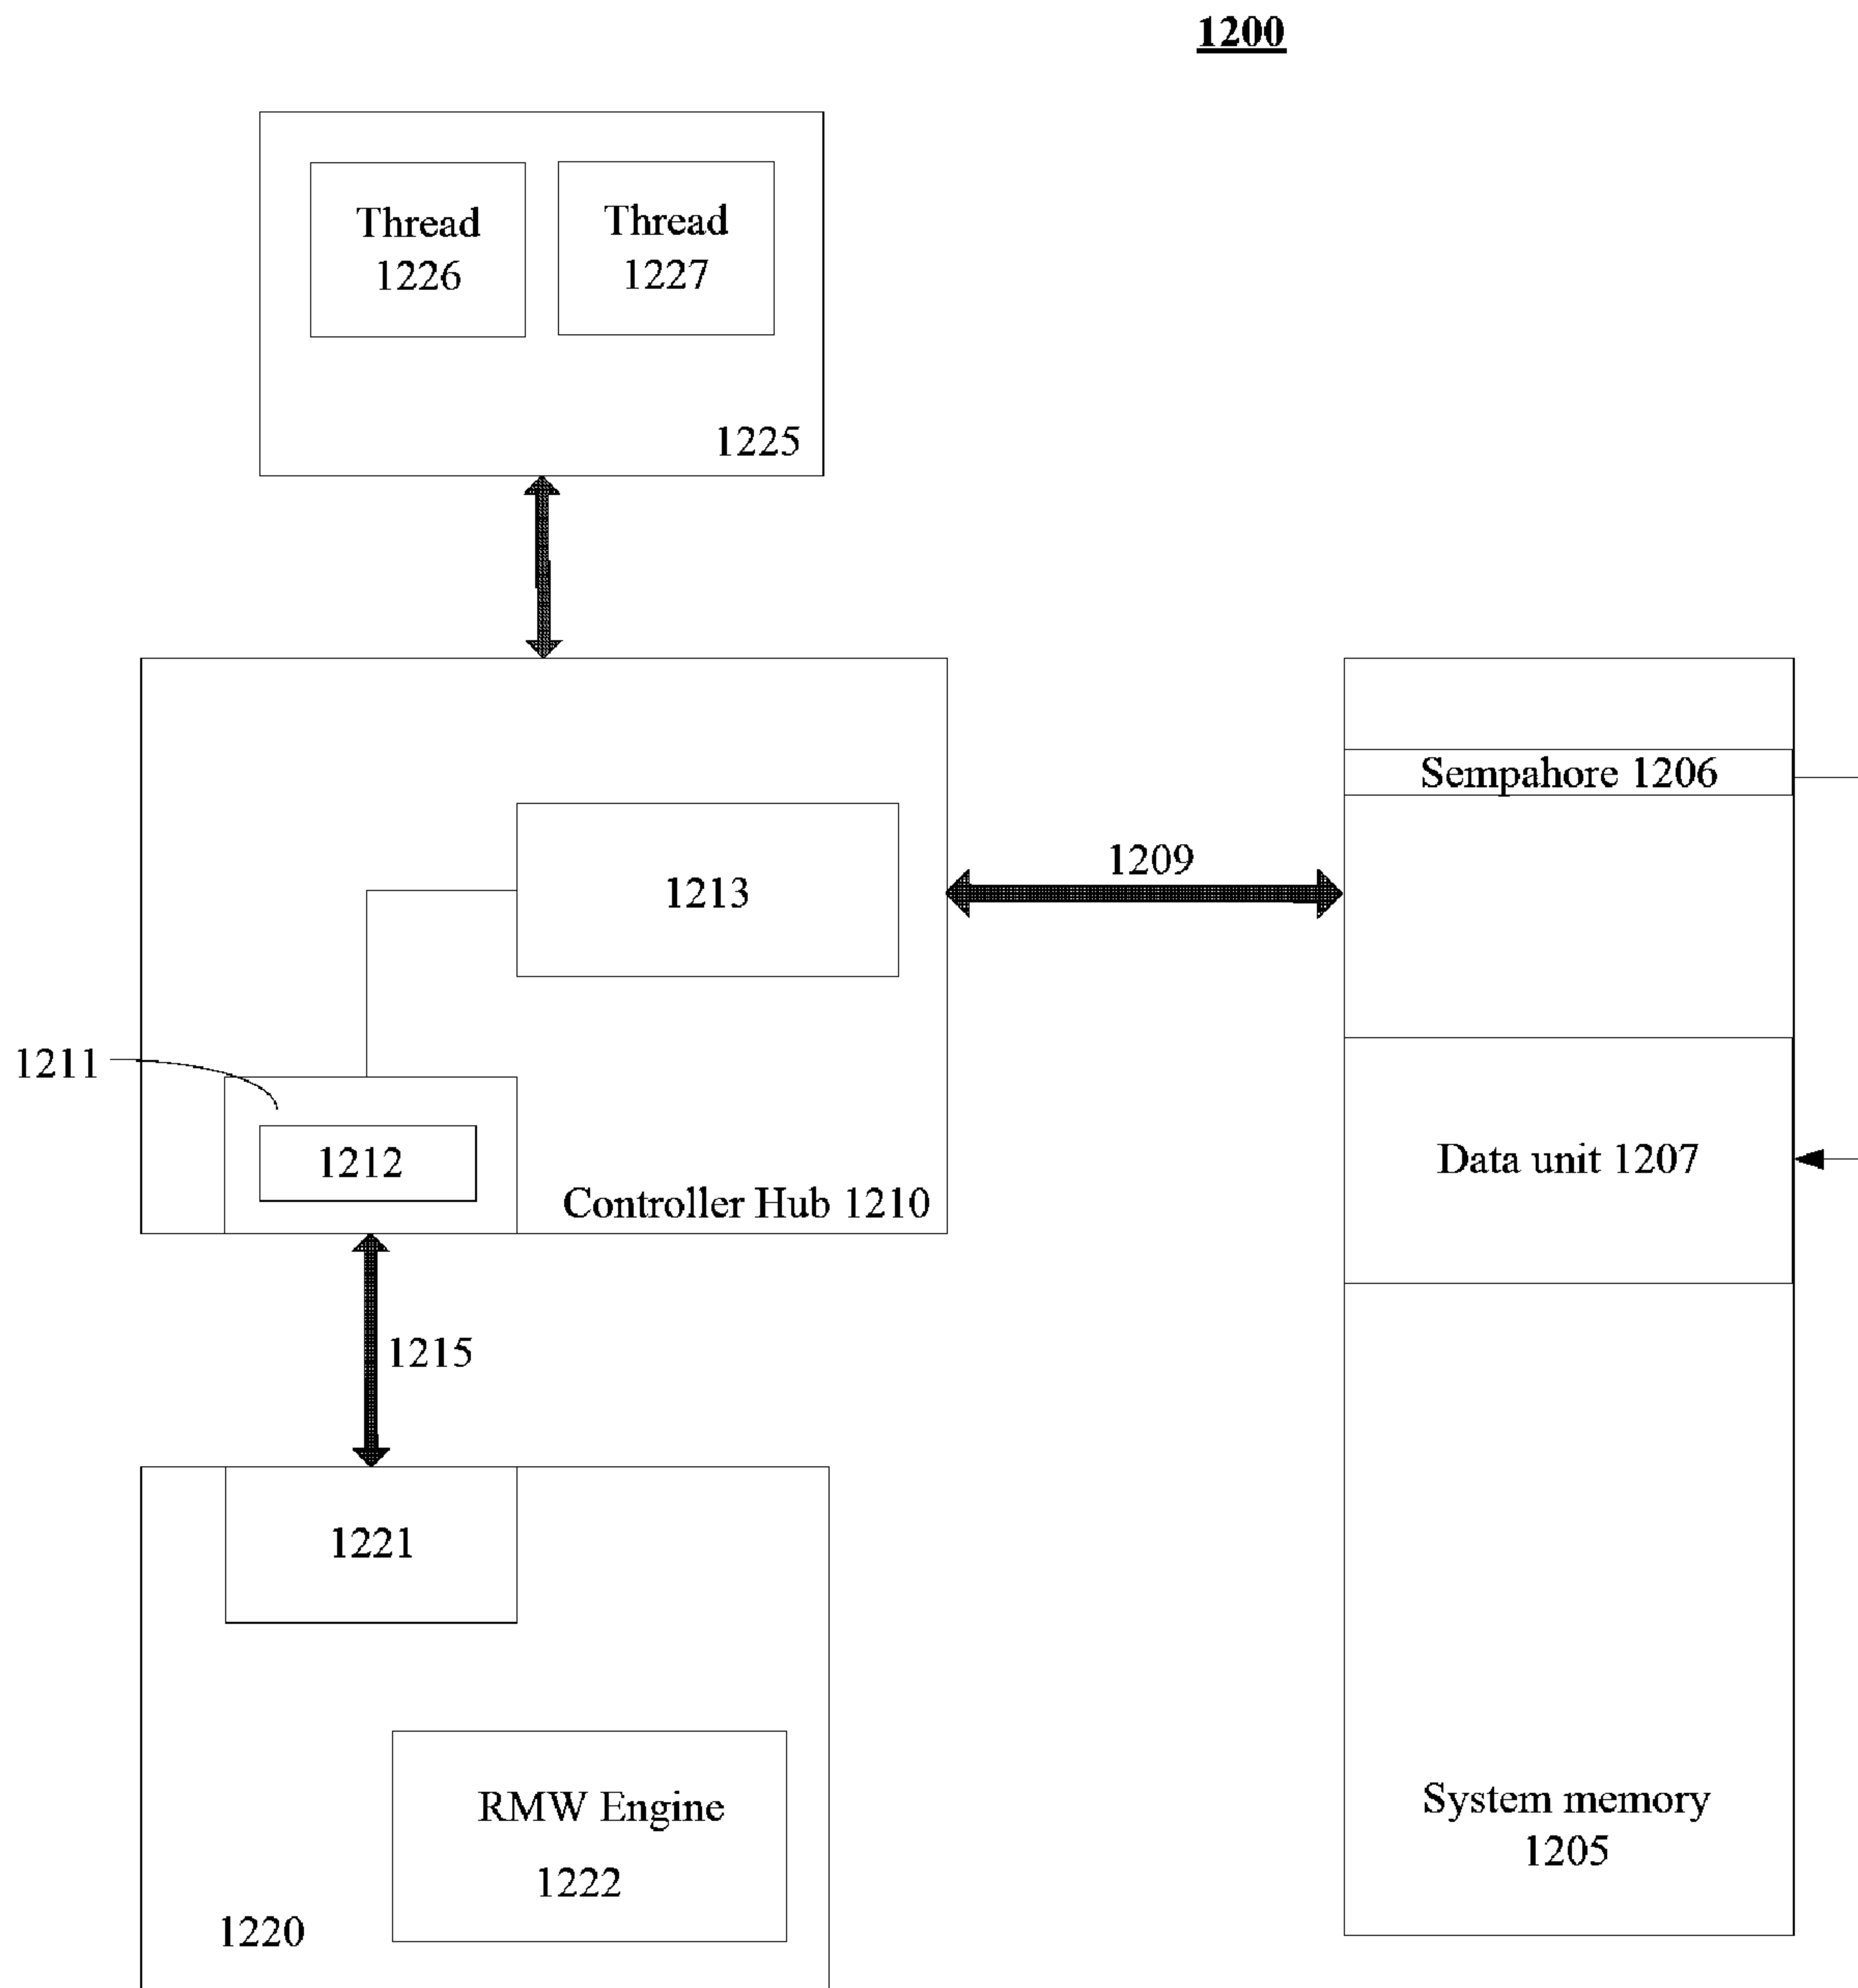 1200
Thread
1226
Thread
1227
1225
Sempahore 1206
1209
1213
1211
1212
Data unit 1207
Controller Hub 1210
1215
1221
RMW Engine
1222
1220
System memory
1205